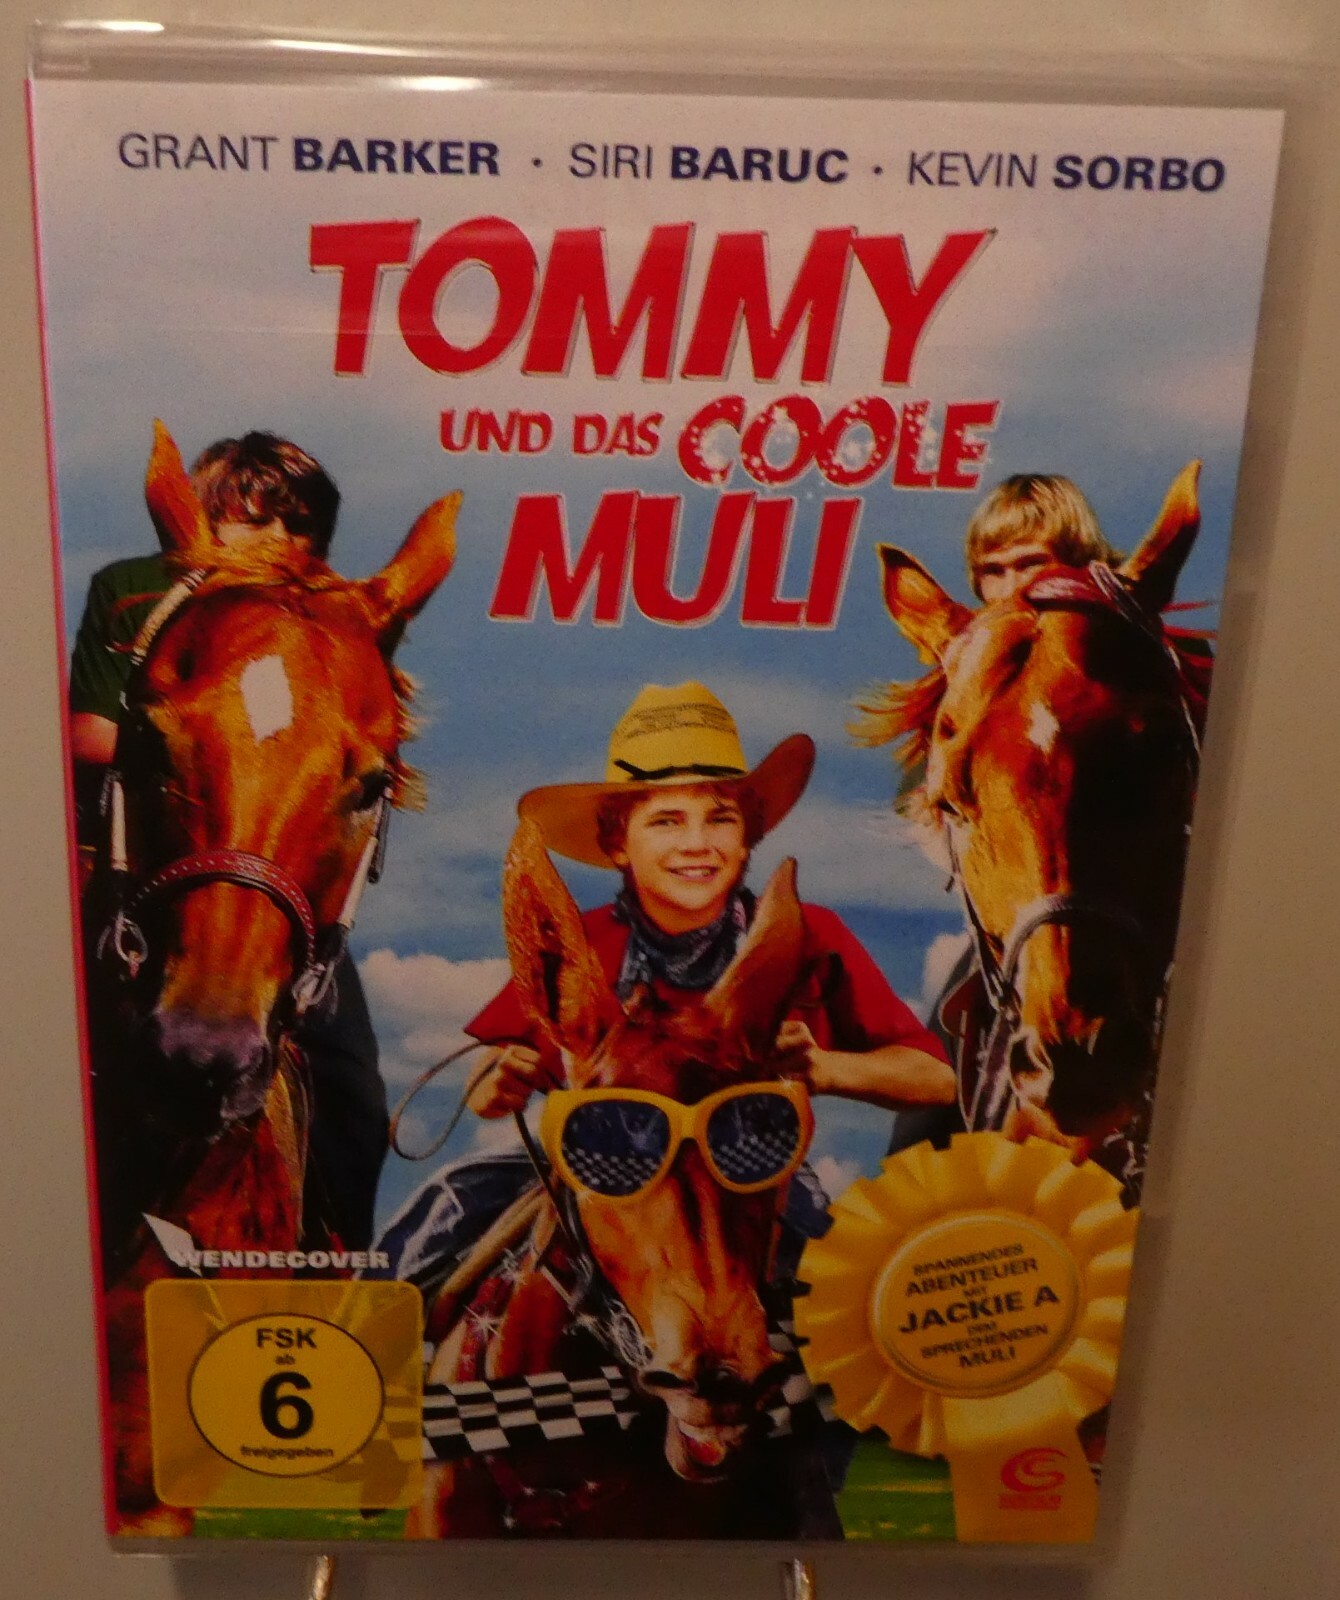 GRANT BARKER · SIRI BARUC · KEVIN SORBO
TOMMY
UND DAS COOLE
MULI
WENDECOVER
FSK
ab
6
freigegeben
SPANNENDES
ABENTEUER
MIT
JACKIE A
DEM
SPRECHENDEN
MULI